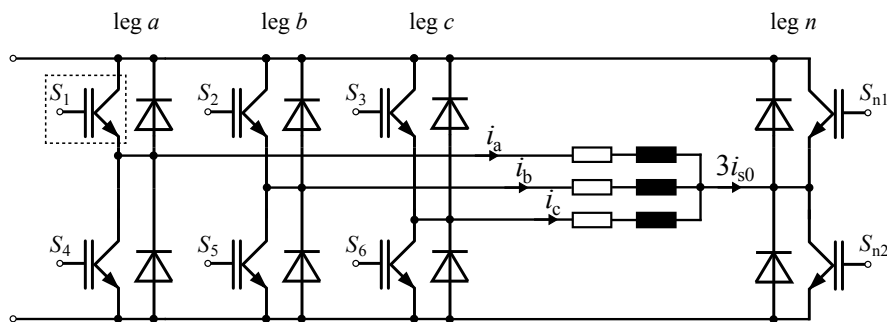 leg a leg b leg c leg n
S1 S2 S3 Sn1
ia
ib 3is0
ic
S4 S5 S6 Sn2